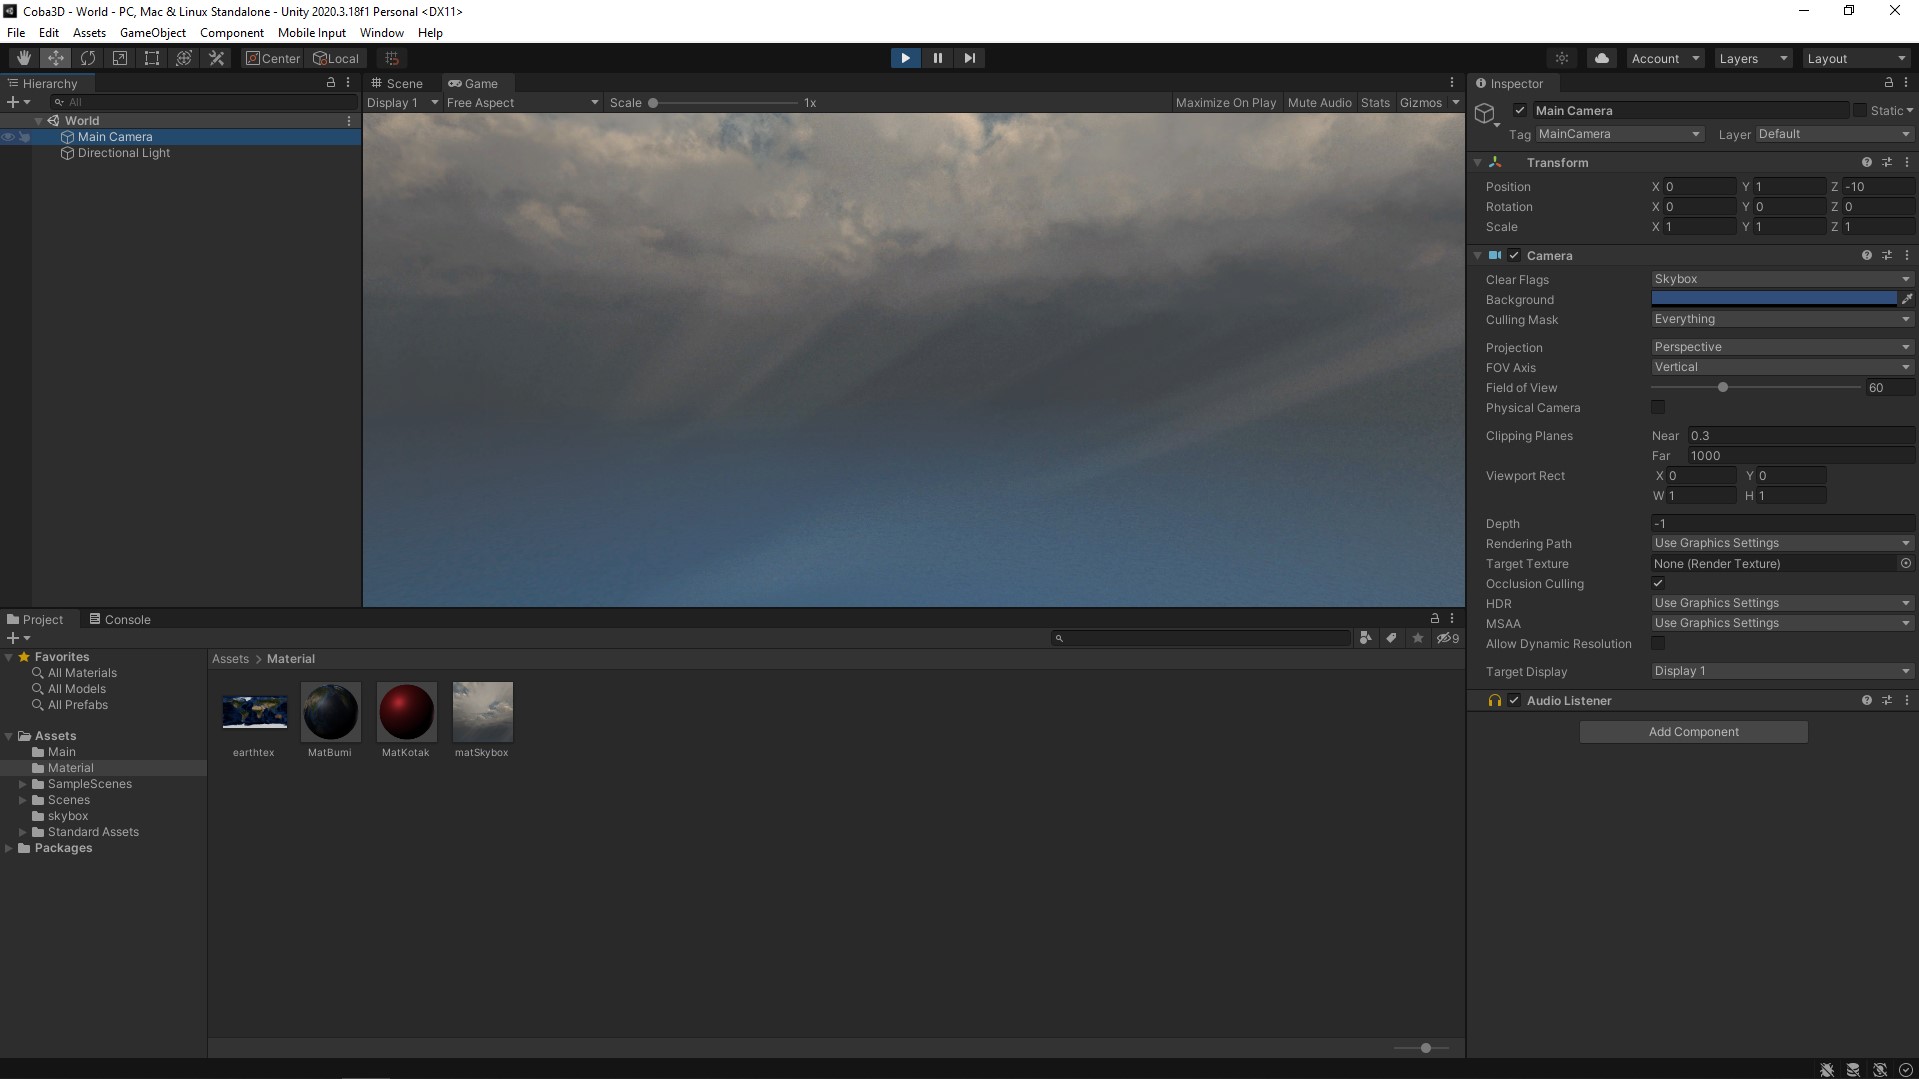 Coba3D - World - PC, Mac & Linux Standalone - Unity 2020.3.18f1 Personal <DX11>
File Edit Assets GameObject Component Mobile Input Window Help
Center Local Account Layers Layout
Hierarchy
All
World
Main Camera
Directional Light
Scene Game
Display 1 Free Aspect Scale 1x Maximize On Play Mute Audio Stats Gizmos
Inspector
Main Camera Static
Tag MainCamera Layer Default
Transform
Position X 0 Y 1 Z -10
Rotation X 0 Y 0 Z 0
Scale X 1 Y 1 Z 1
Camera
Clear Flags Skybox
Background
Culling Mask Everything
Projection Perspective
FOV Axis Vertical
Field of View 60
Physical Camera
Clipping Planes Near 0.3
Far 1000
Viewport Rect X 0 Y 0
W 1 H 1
Depth -1
Rendering Path Use Graphics Settings
Target Texture None (Render Texture)
Occlusion Culling
HDR Use Graphics Settings
MSAA Use Graphics Settings
Allow Dynamic Resolution
Target Display Display 1
Audio Listener
Add Component
Project Console
9
Favorites
All Materials
All Models
All Prefabs
Assets
Main
Material
SampleScenes
Scenes
skybox
Standard Assets
Packages
Assets > Material
earthtex MatBumi MatKotak matSkybox